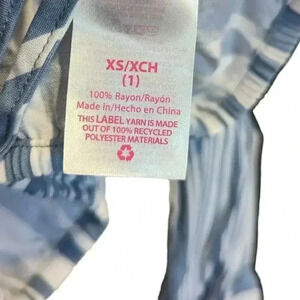 XS/XCH
(1)
100% Rayon/Rayón
Made in/Hecho en China
THIS LABEL YARN IS MADE
OUT OF 100% RECYCLED
POLYESTER MATERIALS